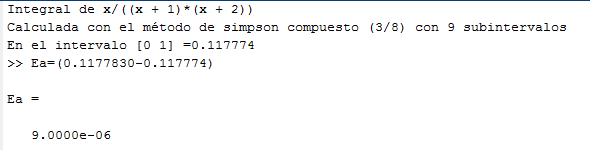 Integral de x/((x + 1)*(x + 2))
Calculada con el método de simpson compuesto (3/8) con 9 subintervalos
En el intervalo [0 1] =0.117774
>> Ea=(0.1177830-0.117774)
Ea =
9.0000e-06